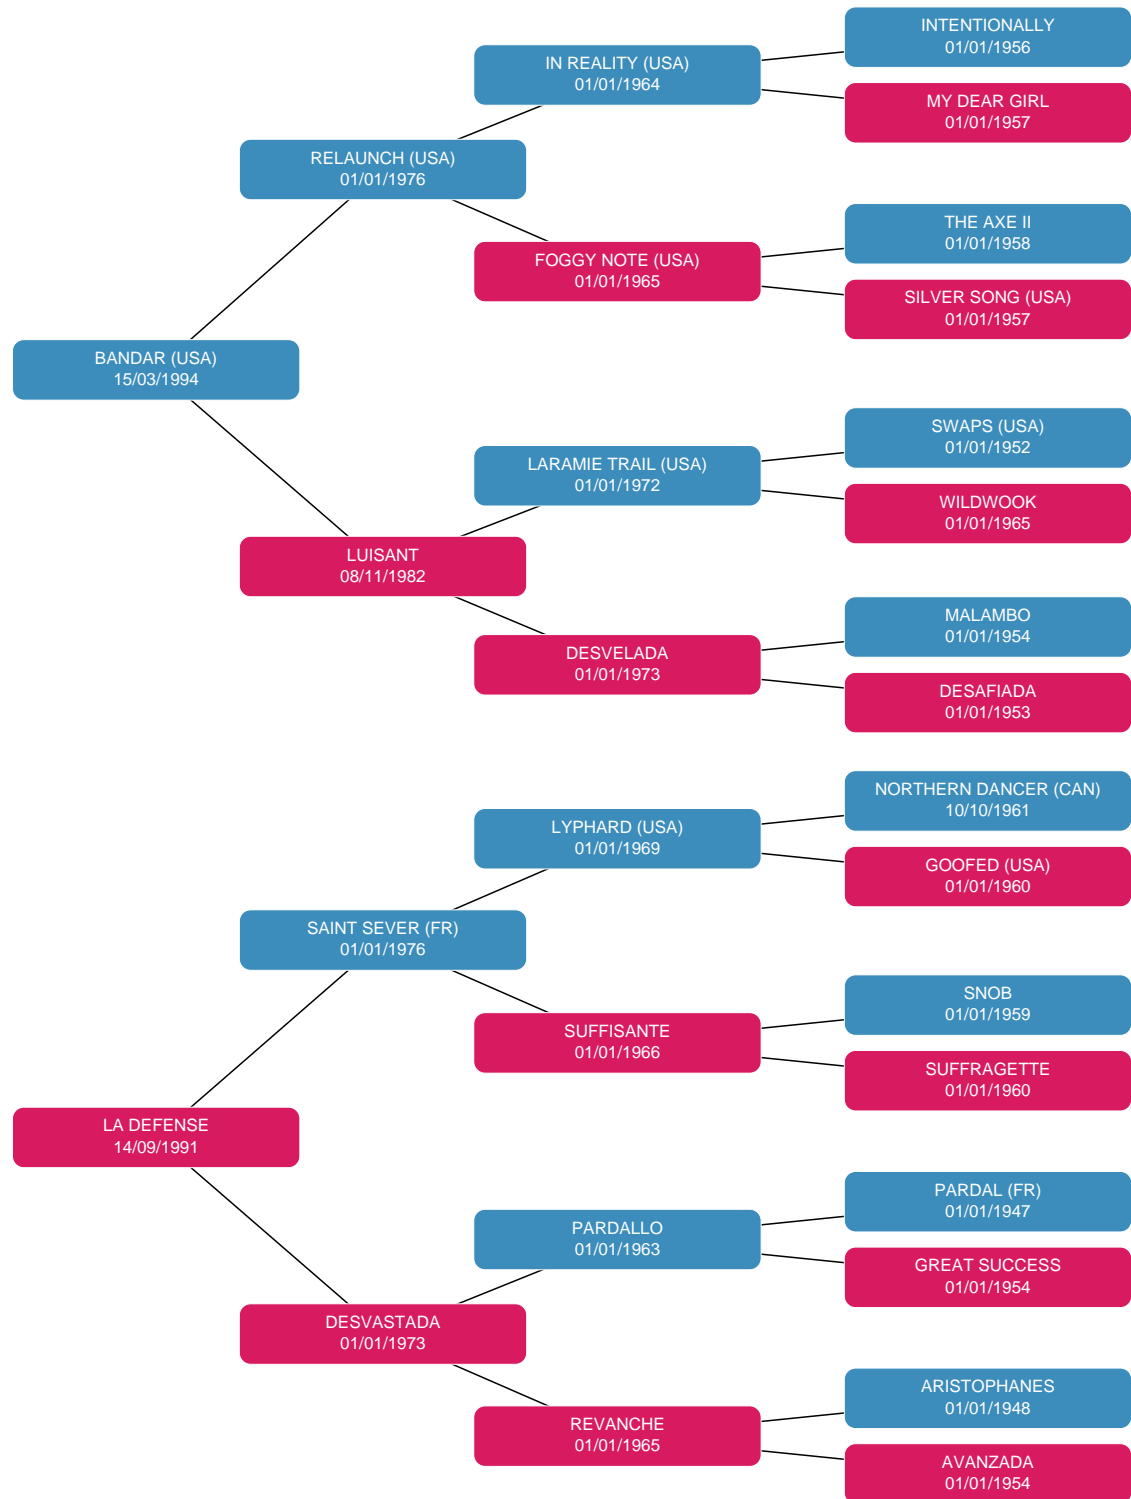 INTENTIONALLY
01/01/1956
IN REALITY (USA)
01/01/1964
MY DEAR GIRL
01/01/1957
RELAUNCH (USA)
01/01/1976
THE AXE II
01/01/1958
FOGGY NOTE (USA)
01/01/1965
SILVER SONG (USA)
01/01/1957
BANDAR (USA)
15/03/1994
SWAPS (USA)
01/01/1952
LARAMIE TRAIL (USA)
01/01/1972
WILDWOOK
01/01/1965
LUISANT
08/11/1982
MALAMBO
01/01/1954
DESVELADA
01/01/1973
DESAFIADA
01/01/1953
NORTHERN DANCER (CAN)
10/10/1961
LYPHARD (USA)
01/01/1969
GOOFED (USA)
01/01/1960
SAINT SEVER (FR)
01/01/1976
SNOB
01/01/1959
SUFFISANTE
01/01/1966
SUFFRAGETTE
01/01/1960
LA DEFENSE
14/09/1991
PARDAL (FR)
01/01/1947
PARDALLO
01/01/1963
GREAT SUCCESS
01/01/1954
DESVASTADA
01/01/1973
ARISTOPHANES
01/01/1948
REVANCHE
01/01/1965
AVANZADA
01/01/1954